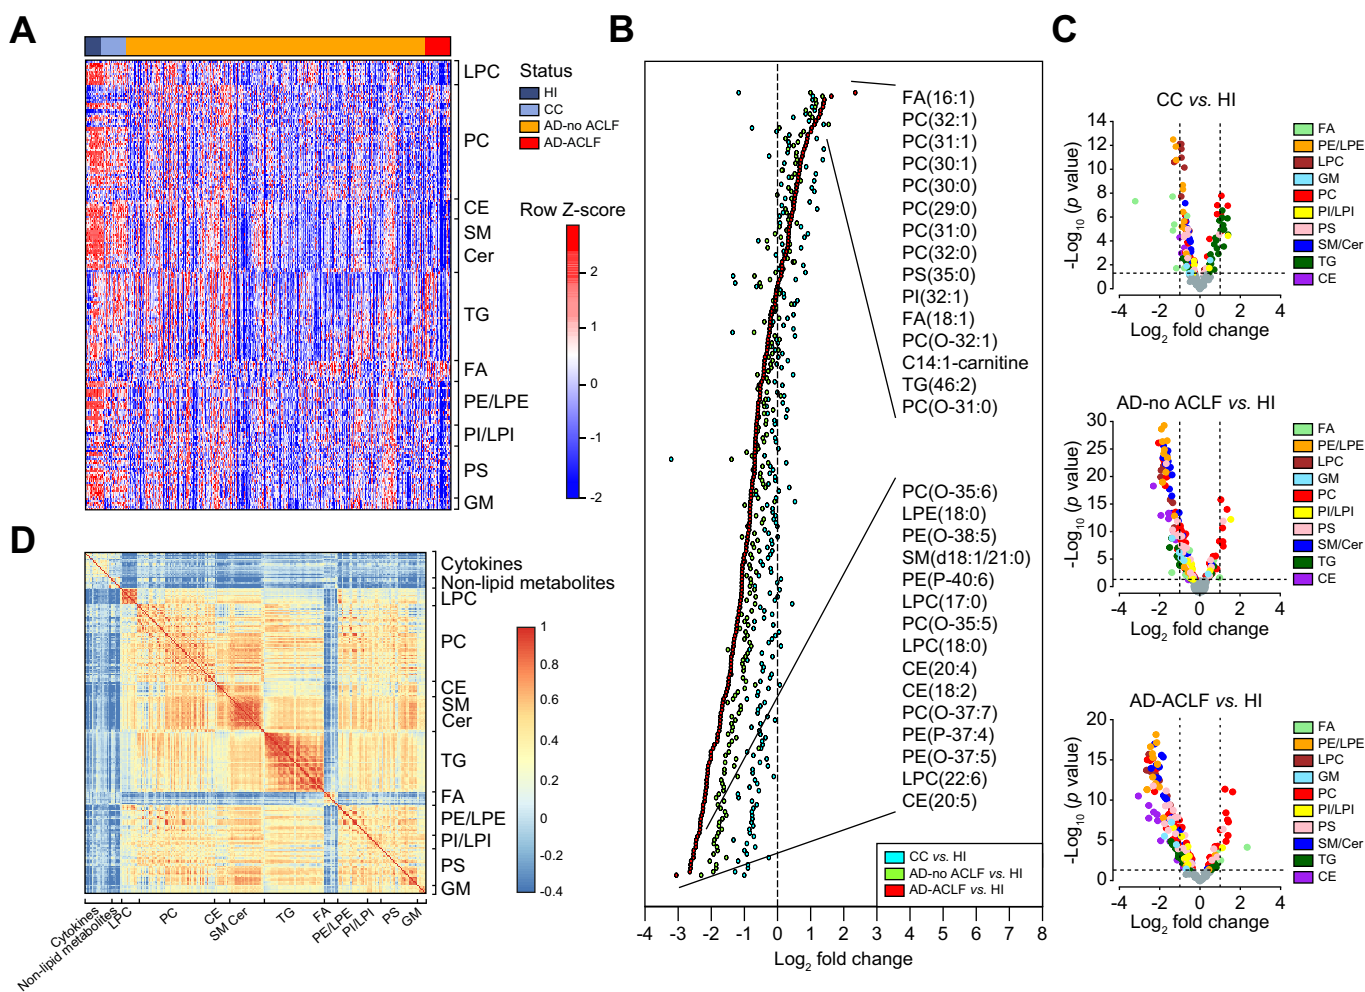 A
Status
HI
CC
AD-no ACLF
AD-ACLF
Row Z-score
2
1
0
-1
-2
LPC
PC
CE
SM
Cer
TG
FA
PE/LPE
PI/LPI
PS
GM
B
FA(16:1)
PC(32:1)
PC(31:1)
PC(30:1)
PC(30:0)
PC(29:0)
PC(31:0)
PC(32:0)
PS(35:0)
PI(32:1)
FA(18:1)
PC(O-32:1)
C14:1-carnitine
TG(46:2)
PC(O-31:0)
PC(O-35:6)
LPE(18:0)
PE(O-38:5)
SM(d18:1/21:0)
PE(P-40:6)
LPC(17:0)
PC(O-35:5)
LPC(18:0)
CE(20:4)
CE(18:2)
PC(O-37:7)
PE(P-37:4)
PE(O-37:5)
LPC(22:6)
CE(20:5)
CC vs. HI
AD-no ACLF vs. HI
AD-ACLF vs. HI
-4 -3 -2 -1 0 1 2 3 4 5 6 7 8
Log2 fold change
C
CC vs. HI
14
12
10
8
6
4
2
0
-Log10 (p value)
-4 -2 0 2 4
Log2 fold change
FA
PE/LPE
LPC
GM
PC
PI/LPI
PS
SM/Cer
TG
CE
AD-no ACLF vs. HI
30
25
20
15
10
5
0
-Log10 (p value)
-4 -2 0 2 4
Log2 fold change
FA
PE/LPE
LPC
GM
PC
PI/LPI
PS
SM/Cer
TG
CE
AD-ACLF vs. HI
20
15
10
5
0
-Log10 (p value)
-4 -2 0 2 4
Log2 fold change
FA
PE/LPE
LPC
GM
PC
PI/LPI
PS
SM/Cer
TG
CE
D
Cytokines
Non-lipid metabolites
LPC
PC
CE
SM
Cer
TG
FA
PE/LPE
PI/LPI
PS
GM
1
0.8
0.6
0.4
0.2
0
-0.2
-0.4
Cytokines
Non-lipid metabolites
LPC
PC
CE
SM Cer
TG
FA
PE/LPE
PI/LPI
PS
GM